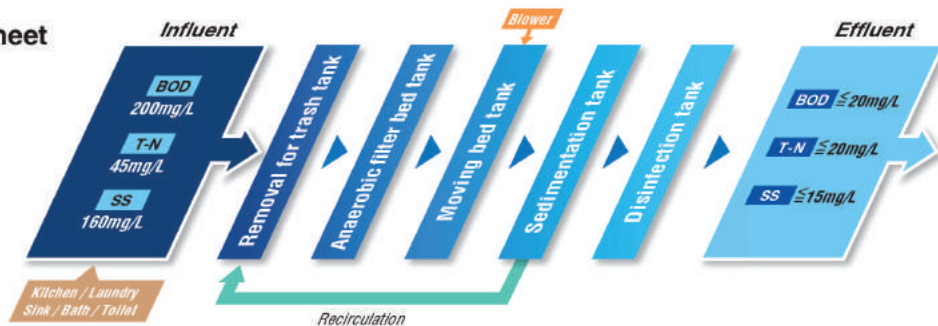 Influent
BOD
200mg/L
T-N
45mg/L
SS
160mg/L
Kitchen / Laundry
Sink / Bath / Toilet
Removal for trash tank
Anaerobic filter bed tank
Moving bed tank
Blower
Sedimentation tank
Disinfection tank
Recirculation
Effluent
BOD ≦20mg/L
T-N ≦20mg/L
SS ≦15mg/L